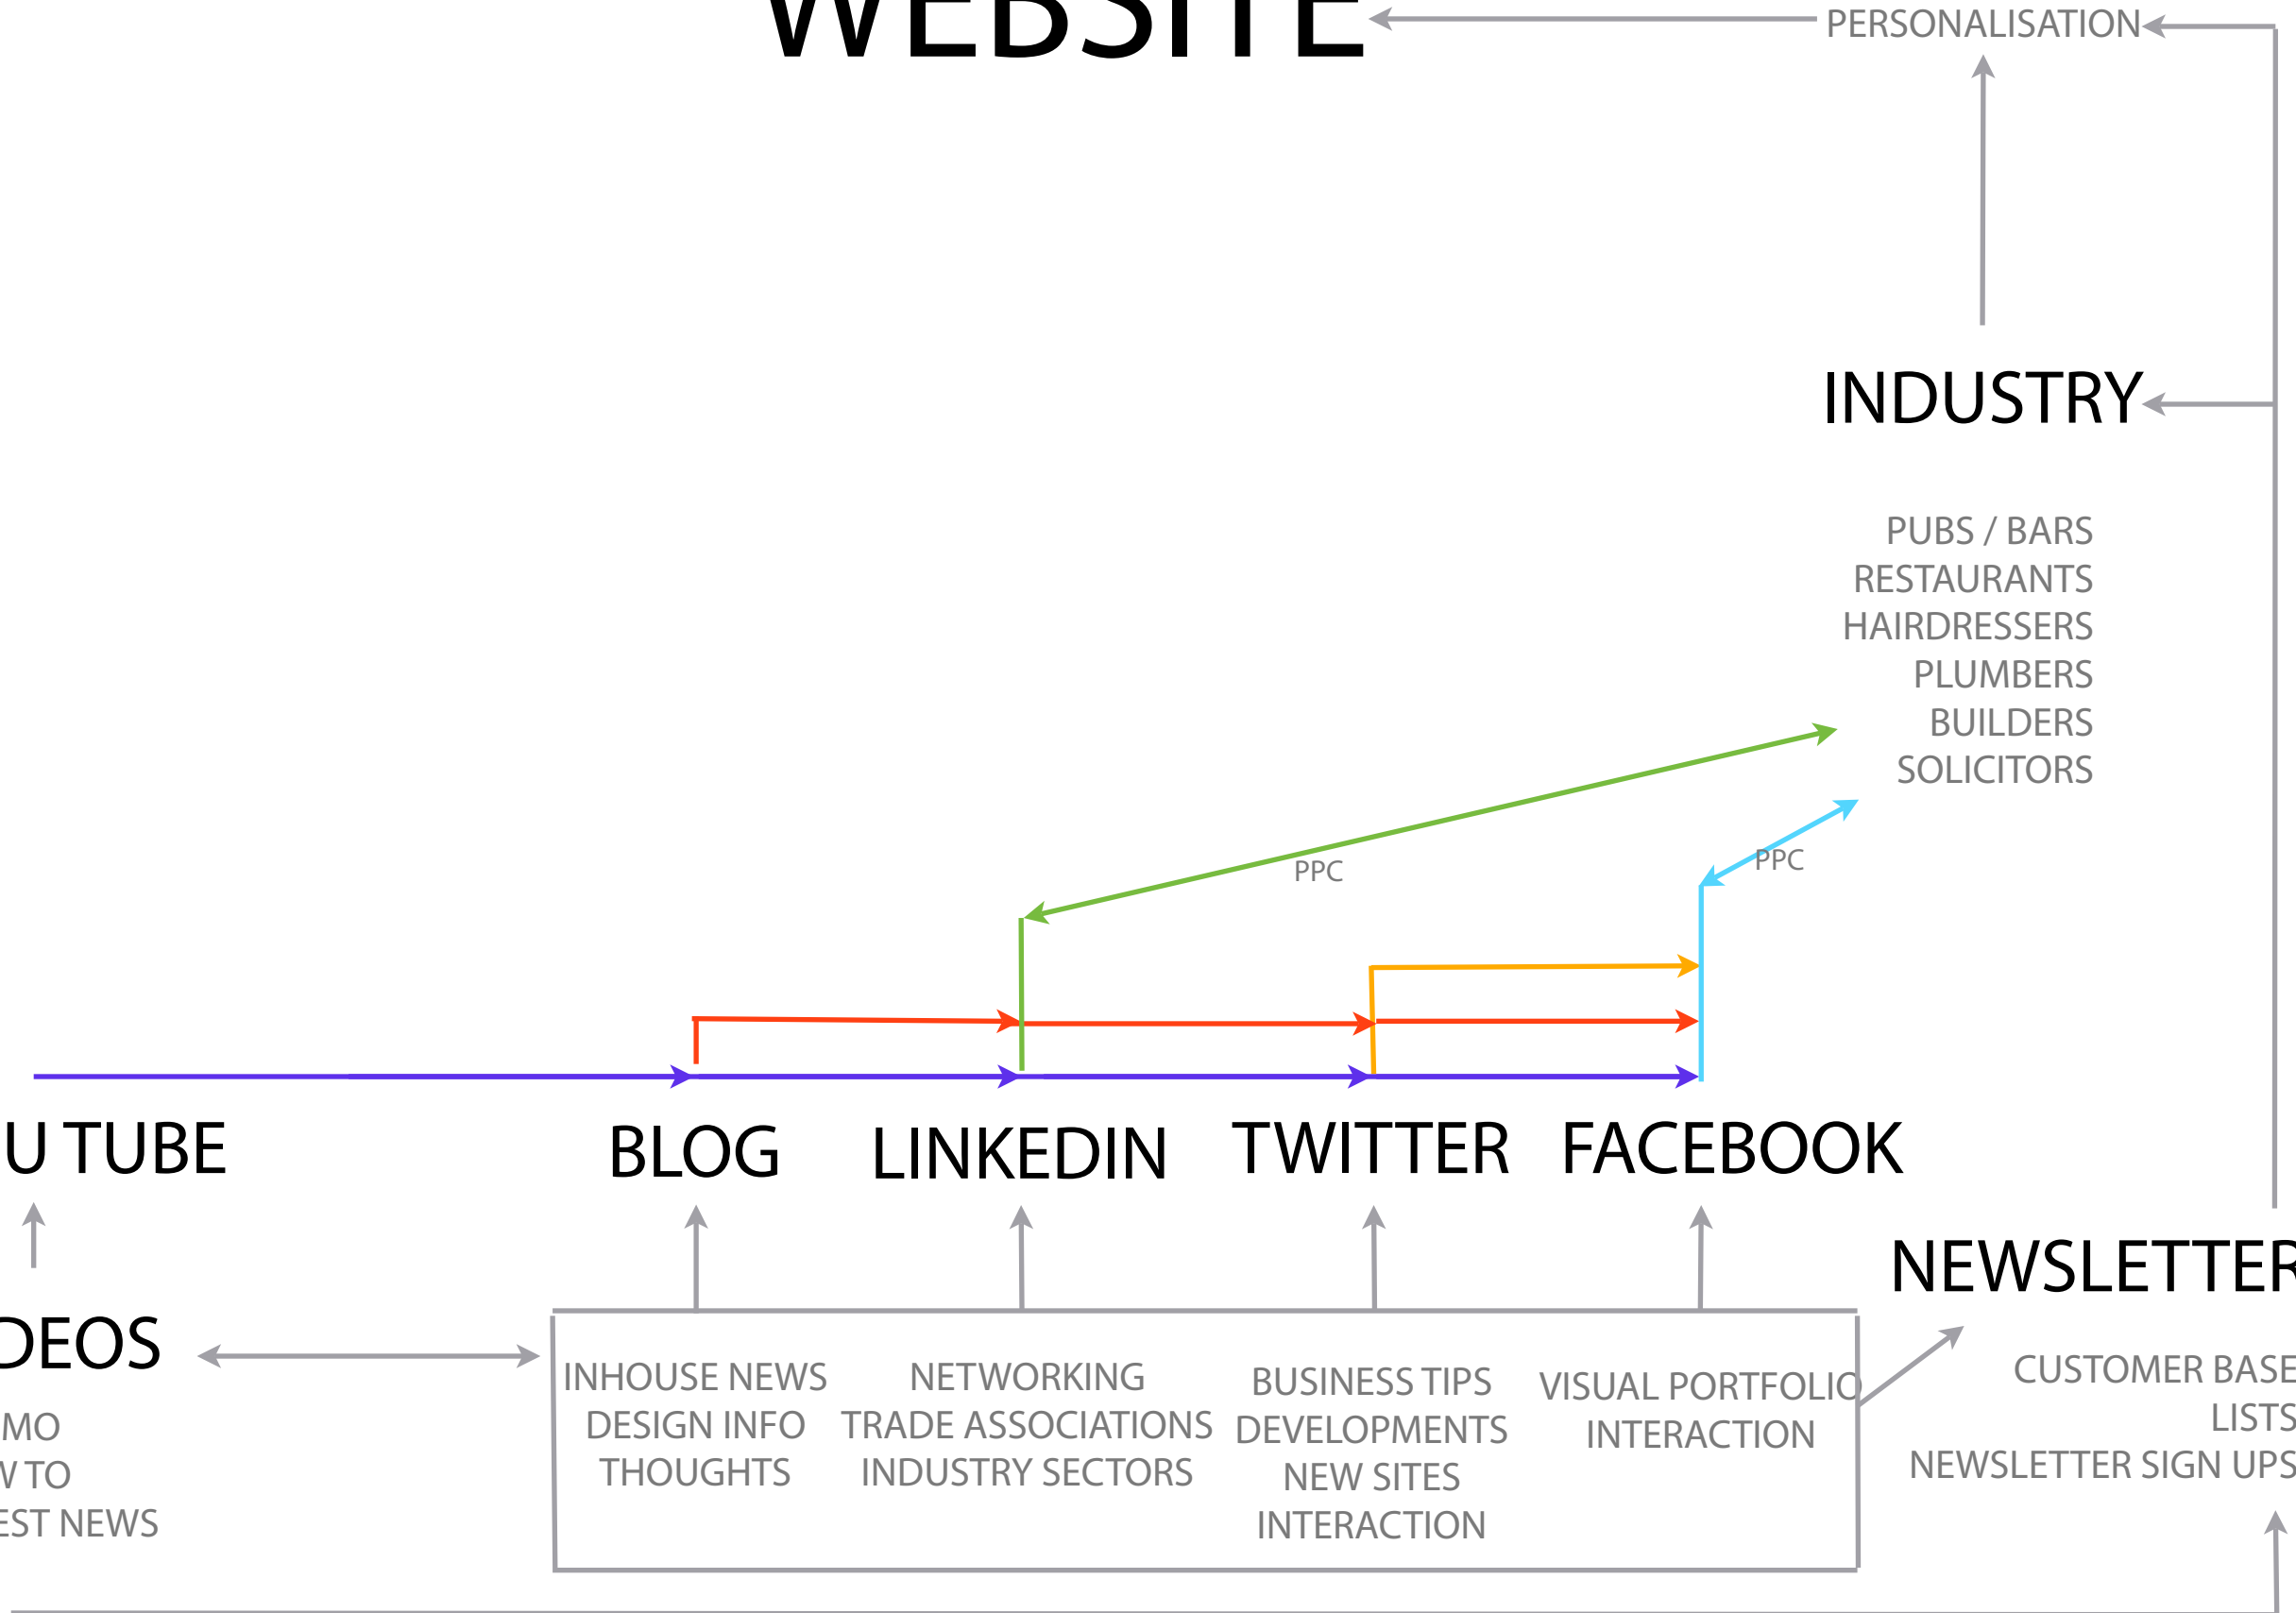 WEBSITE
PERSONALISATION
INDUSTRY
PUBS / BARS
RESTAURANTS
HAIRDRESSERS
PLUMBERS
BUILDERS
SOLICITORS
PPC
PPC
U TUBE
BLOG
LINKEDIN
TWITTER
FACEBOOK
NEWSLETTER
DEOS
MO
W TO
EST NEWS
INHOUSE NEWS
DESIGN INFO
THOUGHTS
NETWORKING
TRADE ASSOCIATIONS
INDUSTRY SECTORS
BUSINESS TIPS
DEVELOPMENTS
NEW SITES
INTERACTION
VISUAL PORTFOLIO
INTERACTION
CUSTOMER BASE
LISTS
NEWSLETTER SIGN UPS